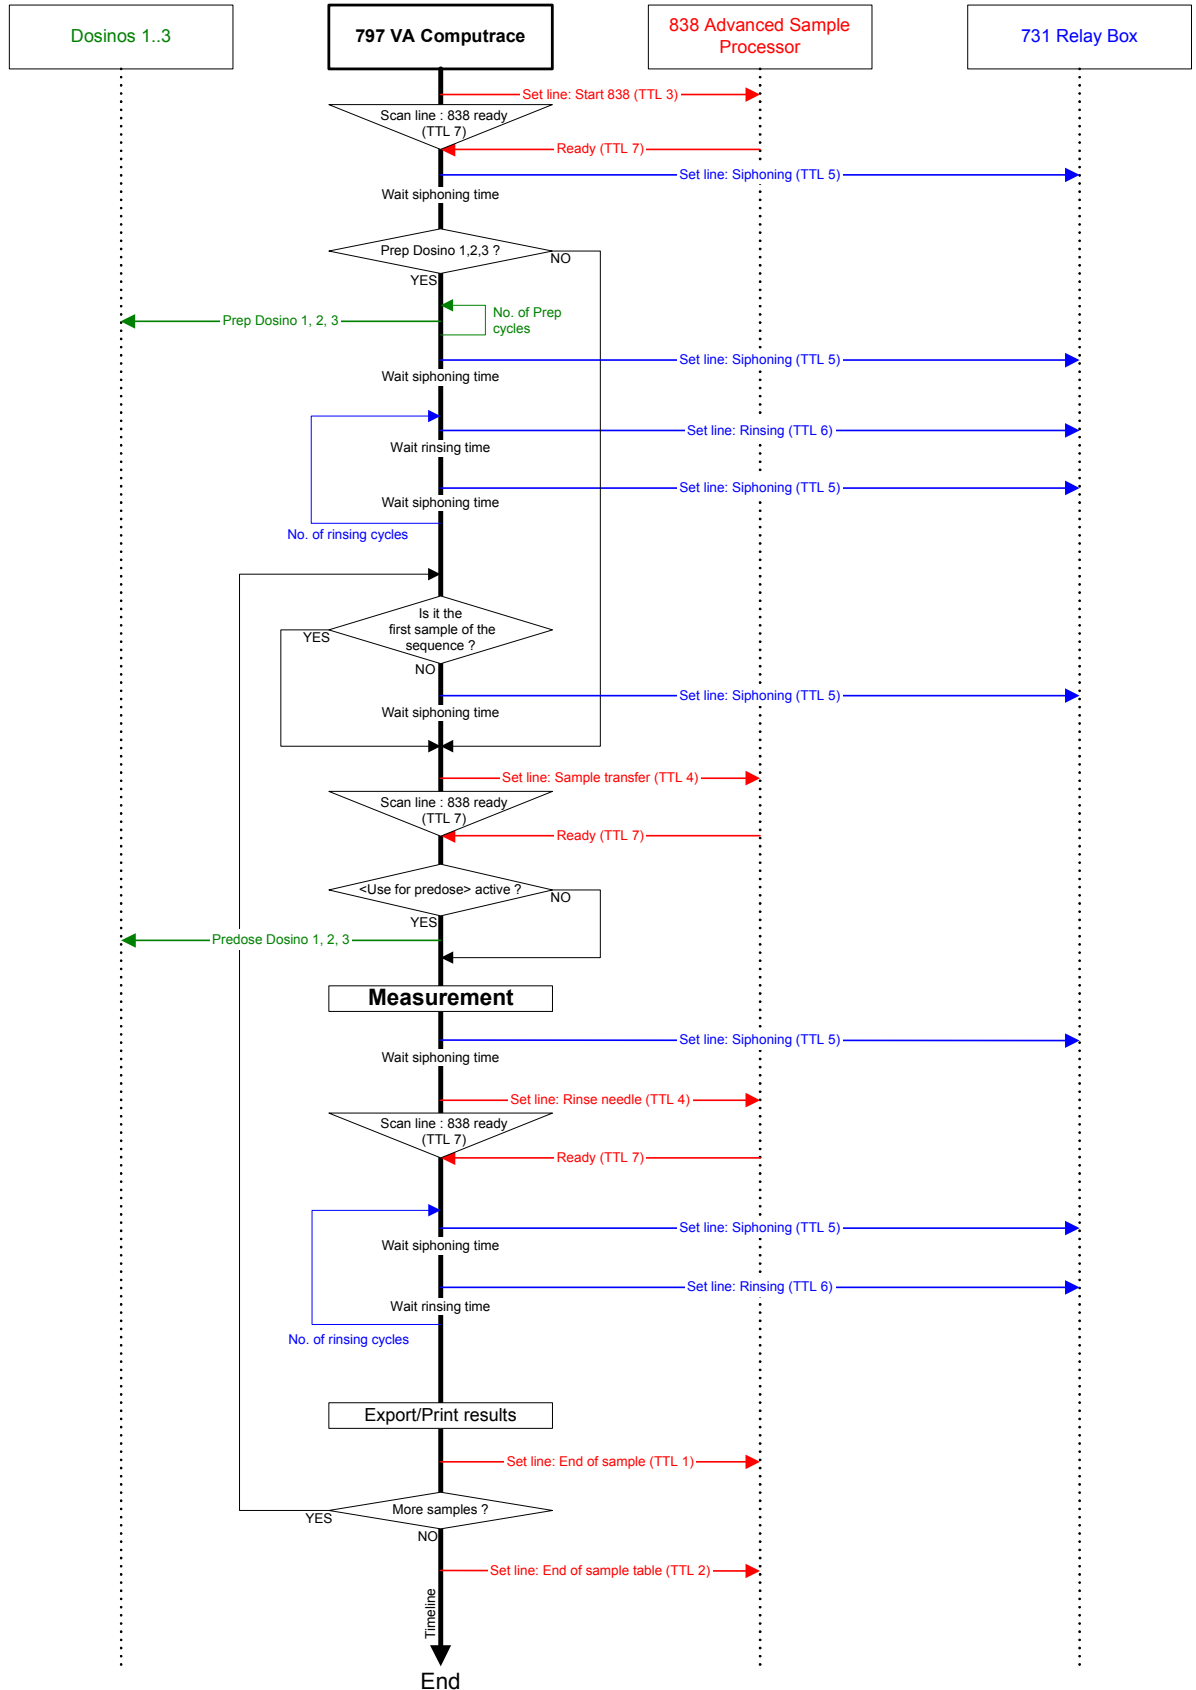 Dosinos 1..3
797 VA Computrace
838 Advanced Sample
Processor
731 Relay Box
Set line: Start 838 (TTL 3)
Scan line : 838 ready
(TTL 7)
Ready (TTL 7)
Set line: Siphoning (TTL 5)
Wait siphoning time
Prep Dosino 1,2,3 ?
NO
YES
No. of Prep
cycles
Prep Dosino 1, 2, 3
Set line: Siphoning (TTL 5)
Wait siphoning time
Set line: Rinsing (TTL 6)
Wait rinsing time
Set line: Siphoning (TTL 5)
Wait siphoning time
No. of rinsing cycles
Is it the
first sample of the
sequence ?
YES
NO
Set line: Siphoning (TTL 5)
Wait siphoning time
Set line: Sample transfer (TTL 4)
Scan line : 838 ready
(TTL 7)
Ready (TTL 7)
<Use for predose> active ?
NO
YES
Predose Dosino 1, 2, 3
Measurement
Set line: Siphoning (TTL 5)
Wait siphoning time
Set line: Rinse needle (TTL 4)
Scan line : 838 ready
(TTL 7)
Ready (TTL 7)
Set line: Siphoning (TTL 5)
Wait siphoning time
Set line: Rinsing (TTL 6)
Wait rinsing time
No. of rinsing cycles
Export/Print results
Set line: End of sample (TTL 1)
More samples ?
YES
NO
Set line: End of sample table (TTL 2)
Timeline
End